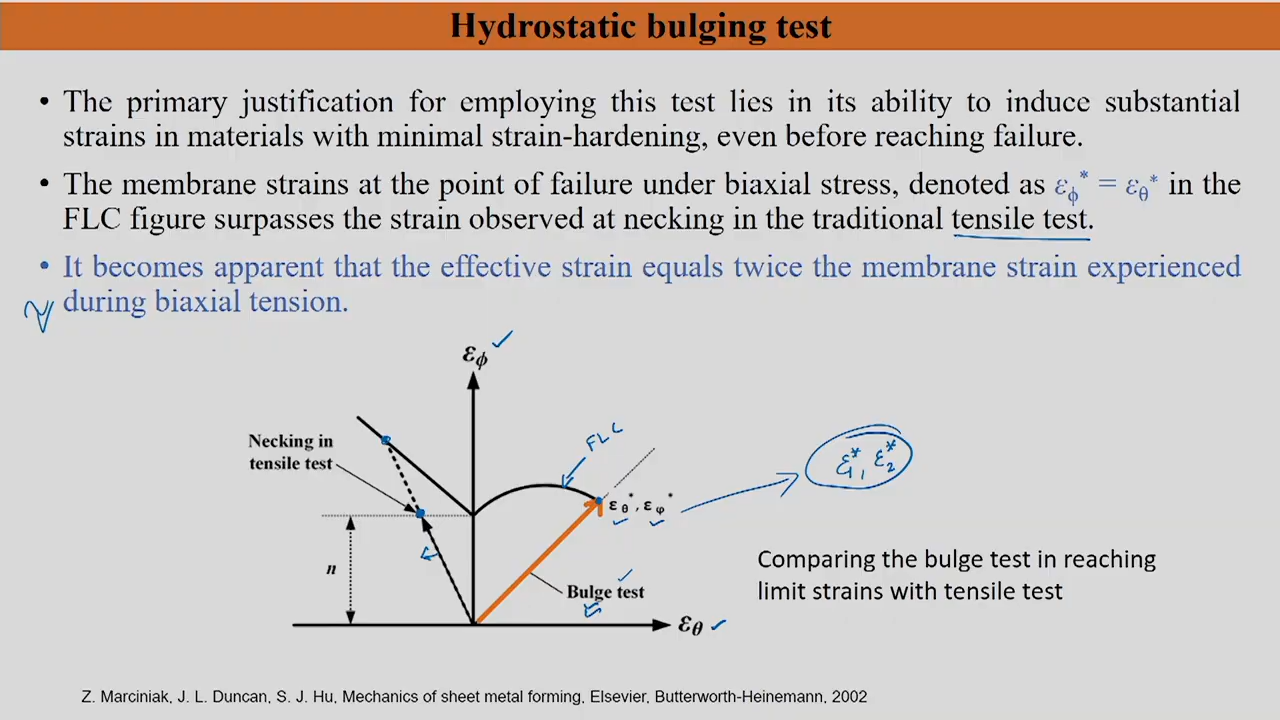 Hydrostatic bulging test
• The primary justification for employing this test lies in its ability to induce substantial
strains in materials with minimal strain-hardening, even before reaching failure.
• The membrane strains at the point of failure under biaxial stress, denoted as εϕ* = εθ* in the
FLC figure surpasses the strain observed at necking in the traditional tensile test.
• It becomes apparent that the effective strain equals twice the membrane strain experienced
during biaxial tension.
εϕ
Necking in
tensile test
FLC
ε1*, ε2*
εθ*, εφ*
n
Bulge test
εθ
Comparing the bulge test in reaching
limit strains with tensile test
Z. Marciniak, J. L. Duncan, S. J. Hu, Mechanics of sheet metal forming, Elsevier, Butterworth-Heinemann, 2002